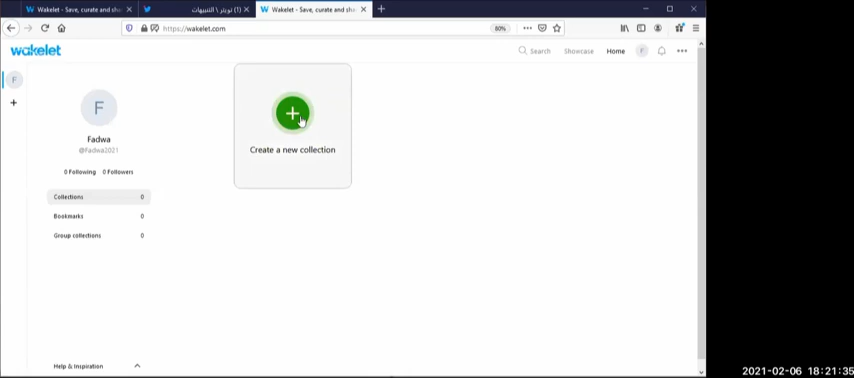 Wakelet - Save, curate and sha
(1) تويتر \ التنبيهات
Wakelet - Save, curate and sha
https://wakelet.com
80%
wakelet
Search
Showcase
Home
F
F
F
Fadwa
@Fadwa2021
0 Following 0 Followers
Collections 0
Bookmarks 0
Group collections 0
Create a new collection
Help & Inspiration
2021-02-06 18:21:35